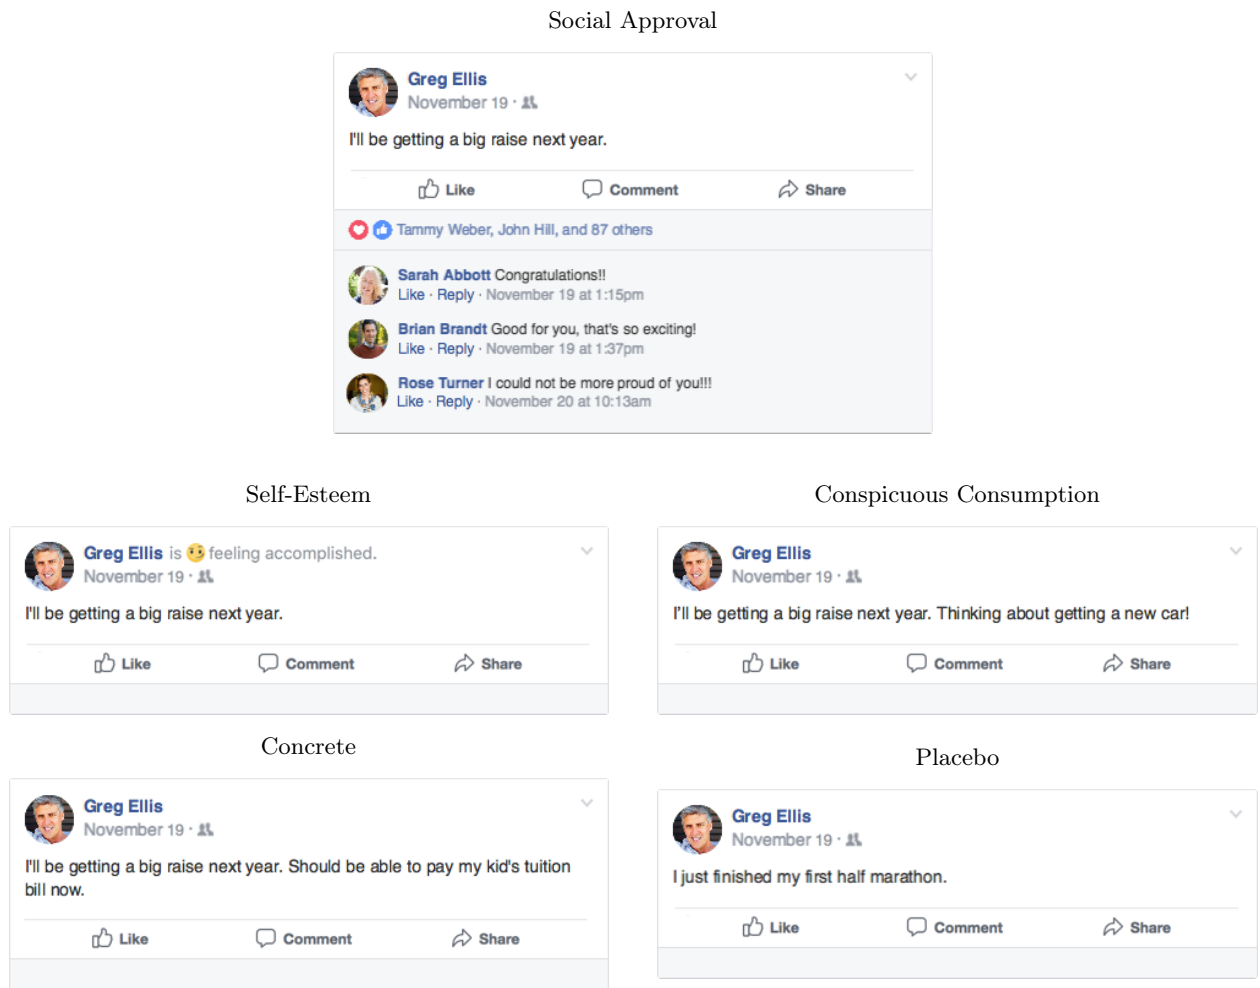 Social Approval
Greg Ellis
November 19 ·
I'll be getting a big raise next year.
Like Comment Share
Tammy Weber, John Hill, and 87 others
Sarah Abbott Congratulations!!
Like · Reply · November 19 at 1:15pm
Brian Brandt Good for you, that's so exciting!
Like · Reply · November 19 at 1:37pm
Rose Turner I could not be more proud of you!!!
Like · Reply · November 20 at 10:13am
Self-Esteem
Greg Ellis is feeling accomplished.
November 19 ·
I'll be getting a big raise next year.
Like Comment Share
Conspicuous Consumption
Greg Ellis
November 19 ·
I'll be getting a big raise next year. Thinking about getting a new car!
Like Comment Share
Concrete
Greg Ellis
November 19 ·
I'll be getting a big raise next year. Should be able to pay my kid's tuition
bill now.
Like Comment Share
Placebo
Greg Ellis
November 19 ·
I just finished my first half marathon.
Like Comment Share